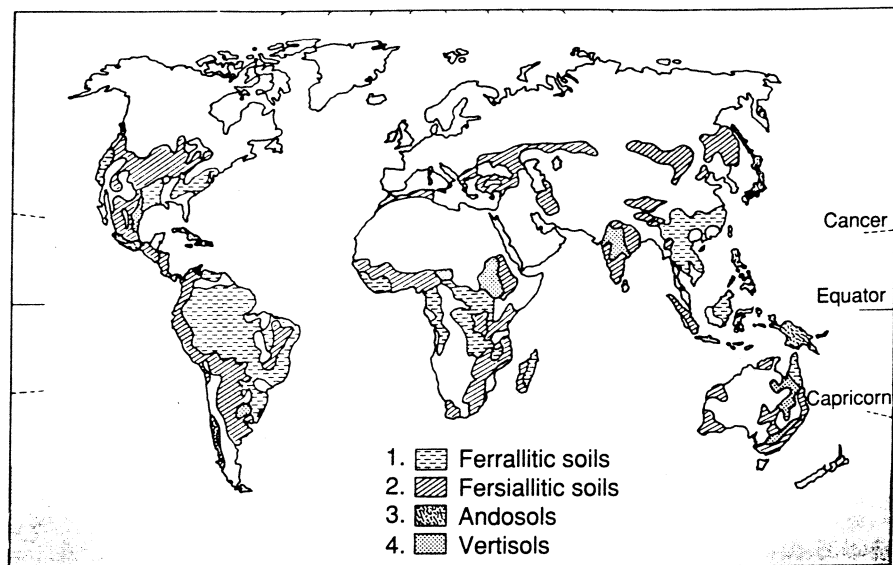 Cancer
Equator
Capricorn
1. Ferrallitic soils
2. Fersiallitic soils
3. Andosols
4. Vertisols